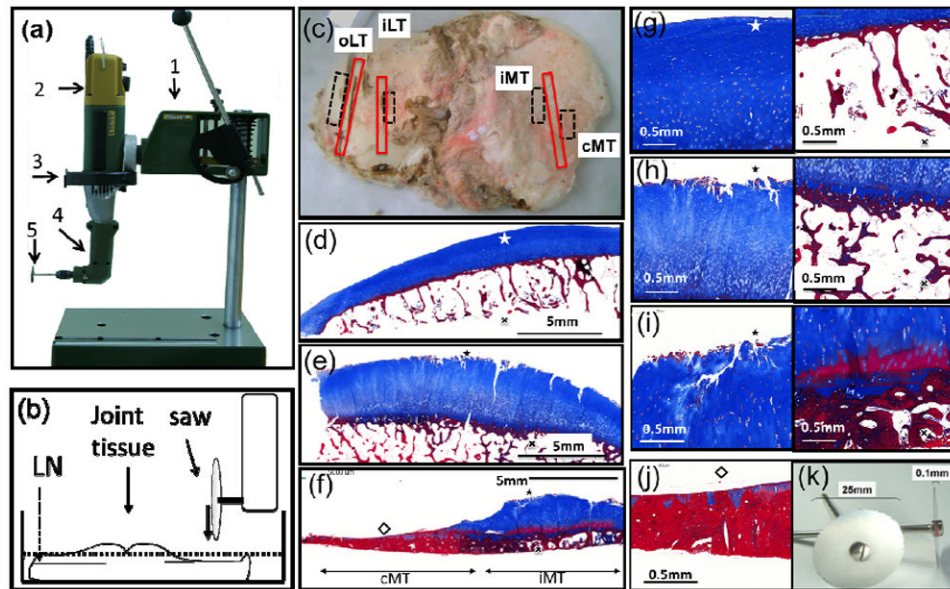 (a)
1
2
3
4
5
(b)
Joint
tissue
saw
LN
(c)
oLT
iLT
iMT
cMT
(d)
5mm
(e)
5mm
(f)
5mm
cMT
iMT
(g)
0.5mm
0.5mm
(h)
0.5mm
0.5mm
(i)
0.5mm
0.5mm
(j)
0.5mm
(k)
25mm
0.1mm